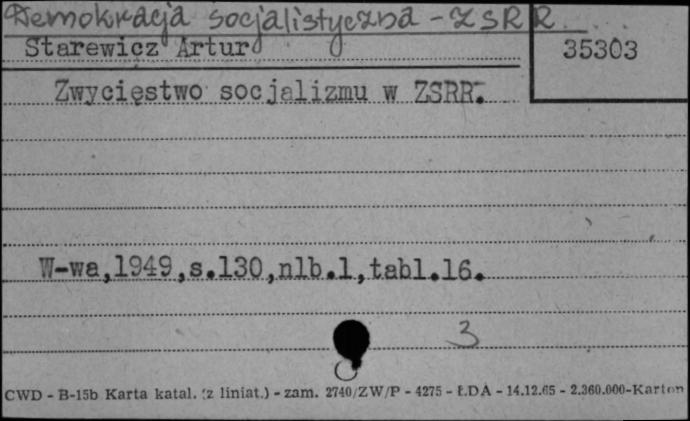 Demokracja socjalistyczna - ZSRR
Starewicz Artur
35303
Zwycięstwo socjalizmu w ZSRR.
W-wa,1949,s.130,nlb.1,tabl.16.
3
CWD - B-15b Karta katal. (z liniat.) - zam. 2740/ZW/P - 4275 - ŁDA - 14.12.65 - 2.360.000-Karton